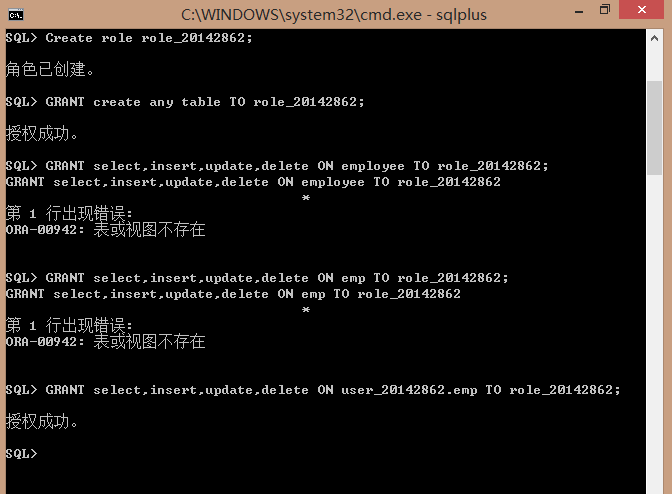 C:\WINDOWS\system32\cmd.exe - sqlplus
SQL> Create role role_20142862;
角色已创建。
SQL> GRANT create any table TO role_20142862;
授权成功。
SQL> GRANT select,insert,update,delete ON employee TO role_20142862;
GRANT select,insert,update,delete ON employee TO role_20142862
*
第 1 行出现错误:
ORA-00942: 表或视图不存在
SQL> GRANT select,insert,update,delete ON emp TO role_20142862;
GRANT select,insert,update,delete ON emp TO role_20142862
*
第 1 行出现错误:
ORA-00942: 表或视图不存在
SQL> GRANT select,insert,update,delete ON user_20142862.emp TO role_20142862;
授权成功。
SQL>